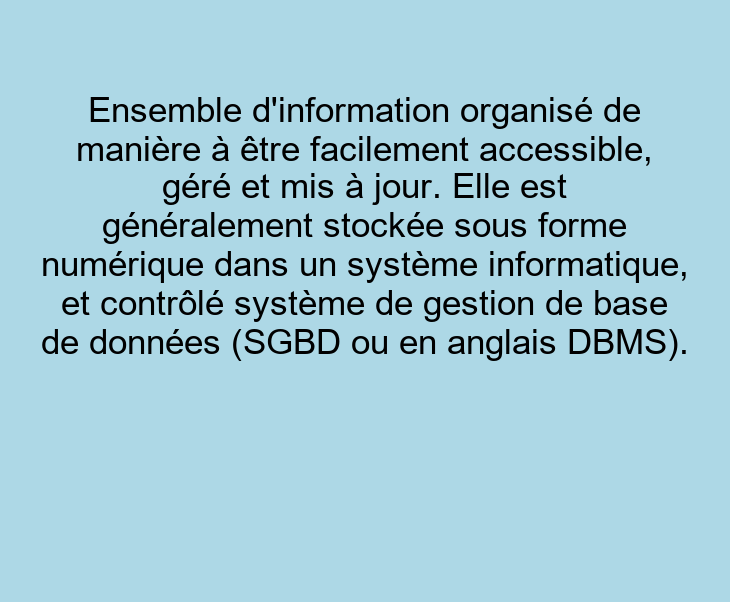 Ensemble d'information organisé de
manière à être facilement accessible,
géré et mis à jour. Elle est
généralement stockée sous forme
numérique dans un système informatique,
et contrôlé système de gestion de base
de données (SGBD ou en anglais DBMS).